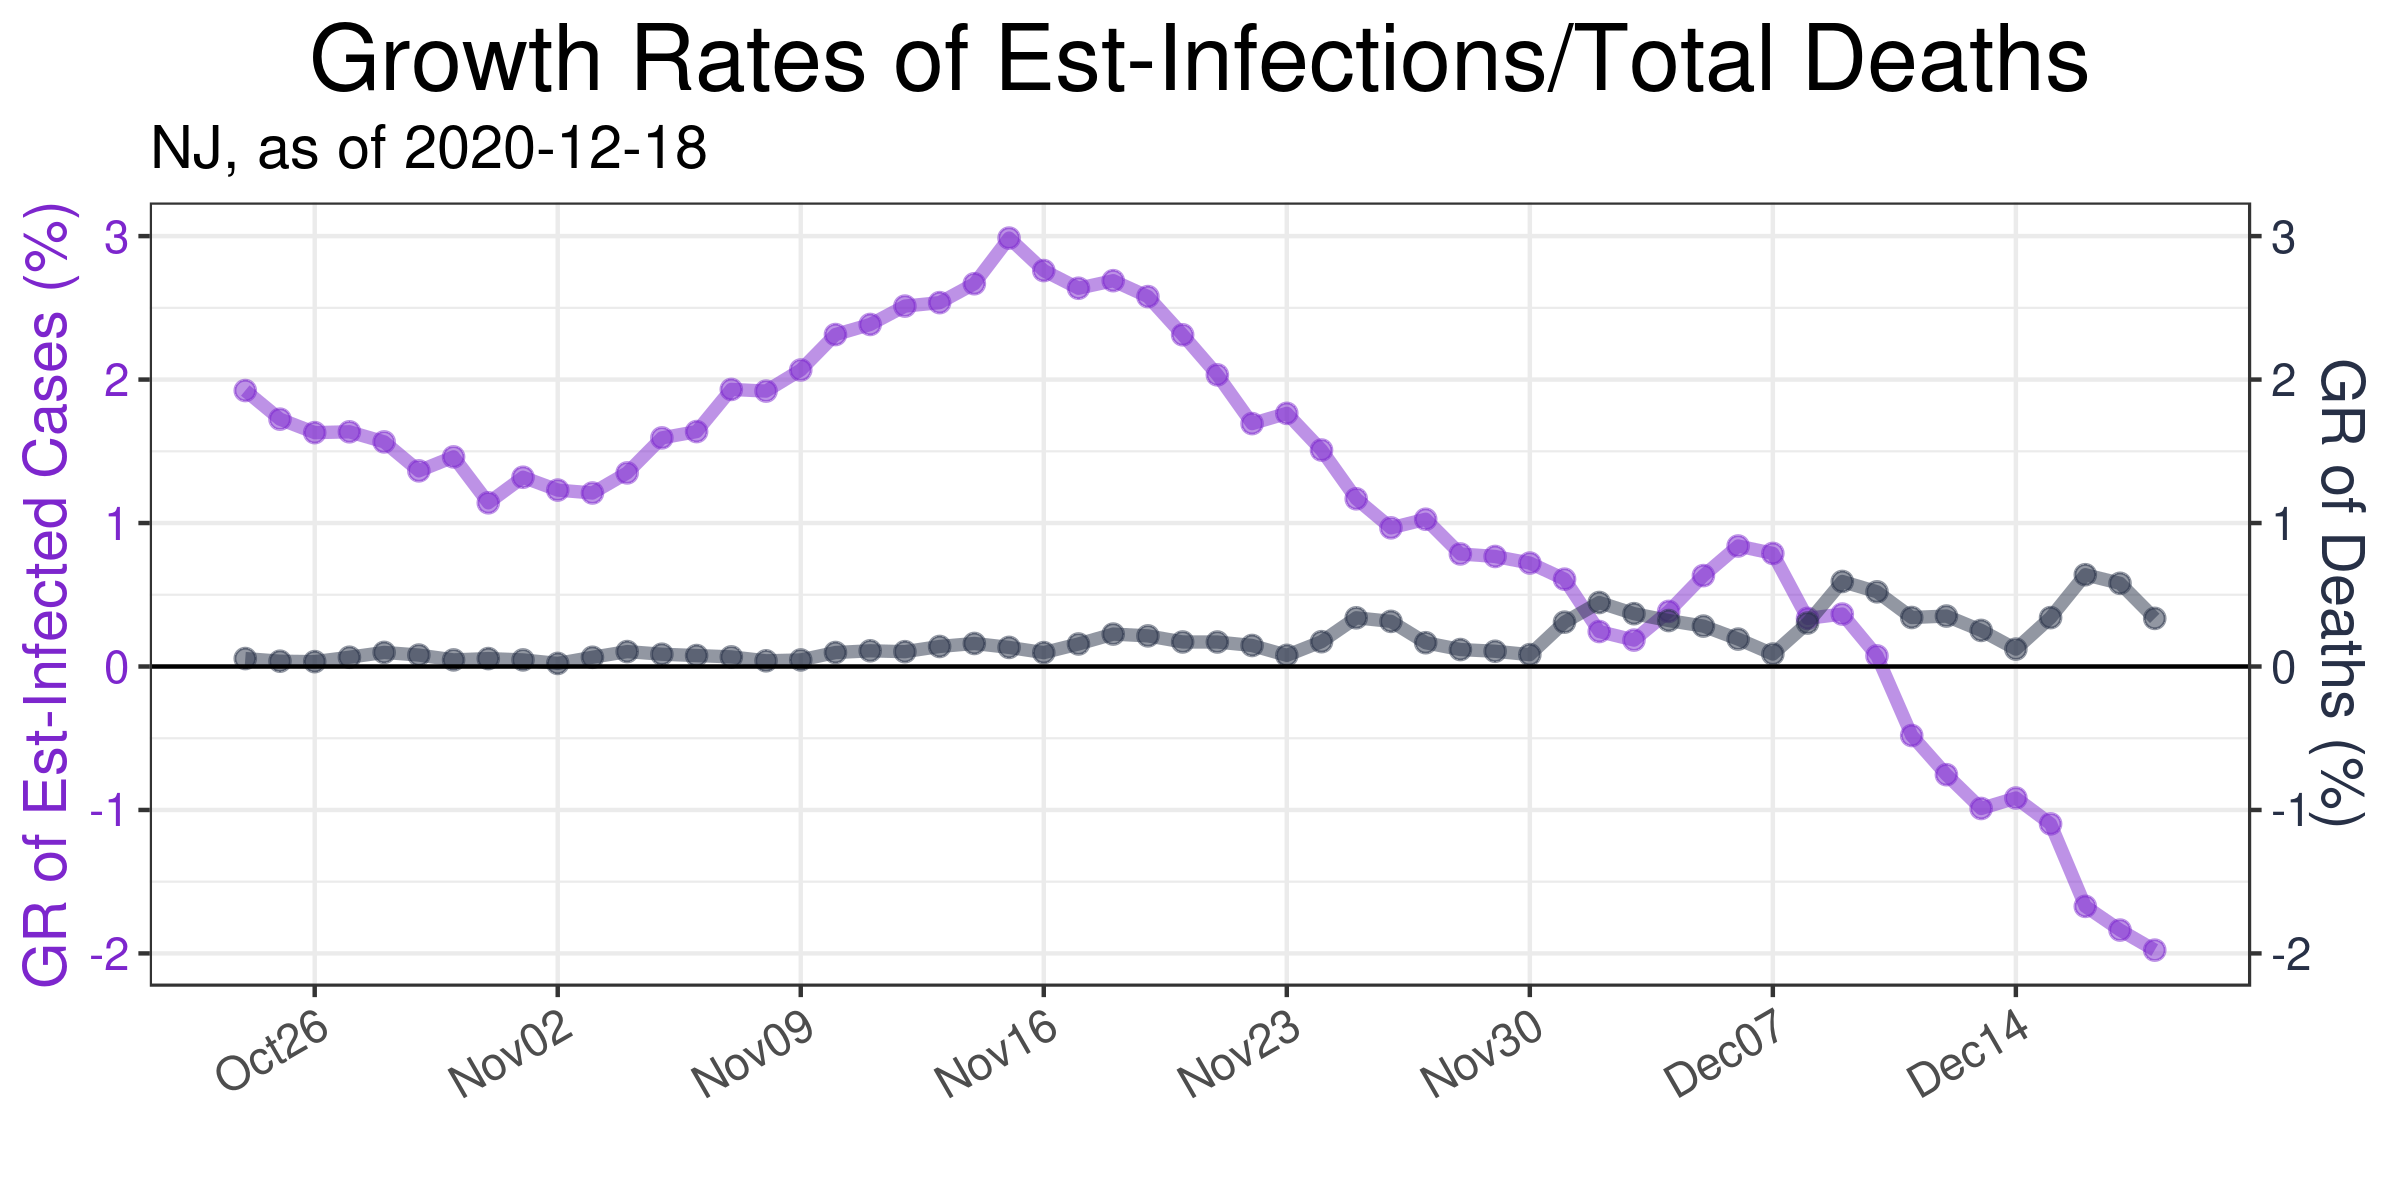 Growth Rates of Est-Infections/Total Deaths
NJ, as of 2020-12-18
GR of Est-Infected Cases (%)
3
2
1
0
-1
-2
3
2
1
0
-1
-2
GR of Deaths (%)
Oct26
Nov02
Nov09
Nov16
Nov23
Nov30
Dec07
Dec14